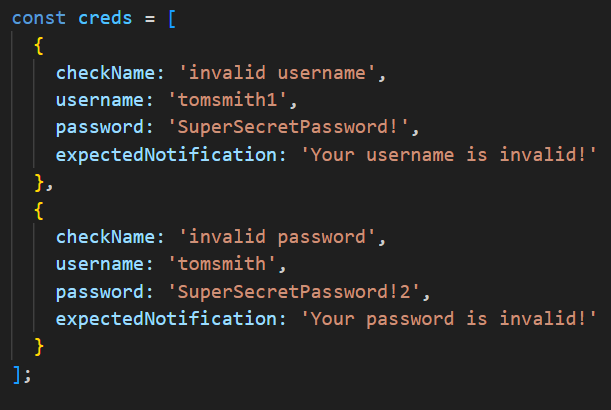 const creds = [
{
checkName: 'invalid username',
username: 'tomsmith1',
password: 'SuperSecretPassword!',
expectedNotification: 'Your username is invalid!'
},
{
checkName: 'invalid password',
username: 'tomsmith',
password: 'SuperSecretPassword!2',
expectedNotification: 'Your password is invalid!'
}
];